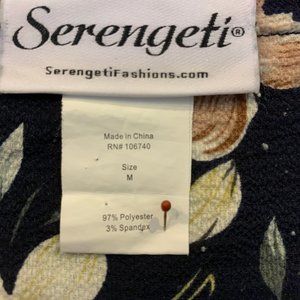 Serengeti®
SerengetiFashions.com
Made in China
RN# 106740
Size
M
97% Polyester
3% Spandex